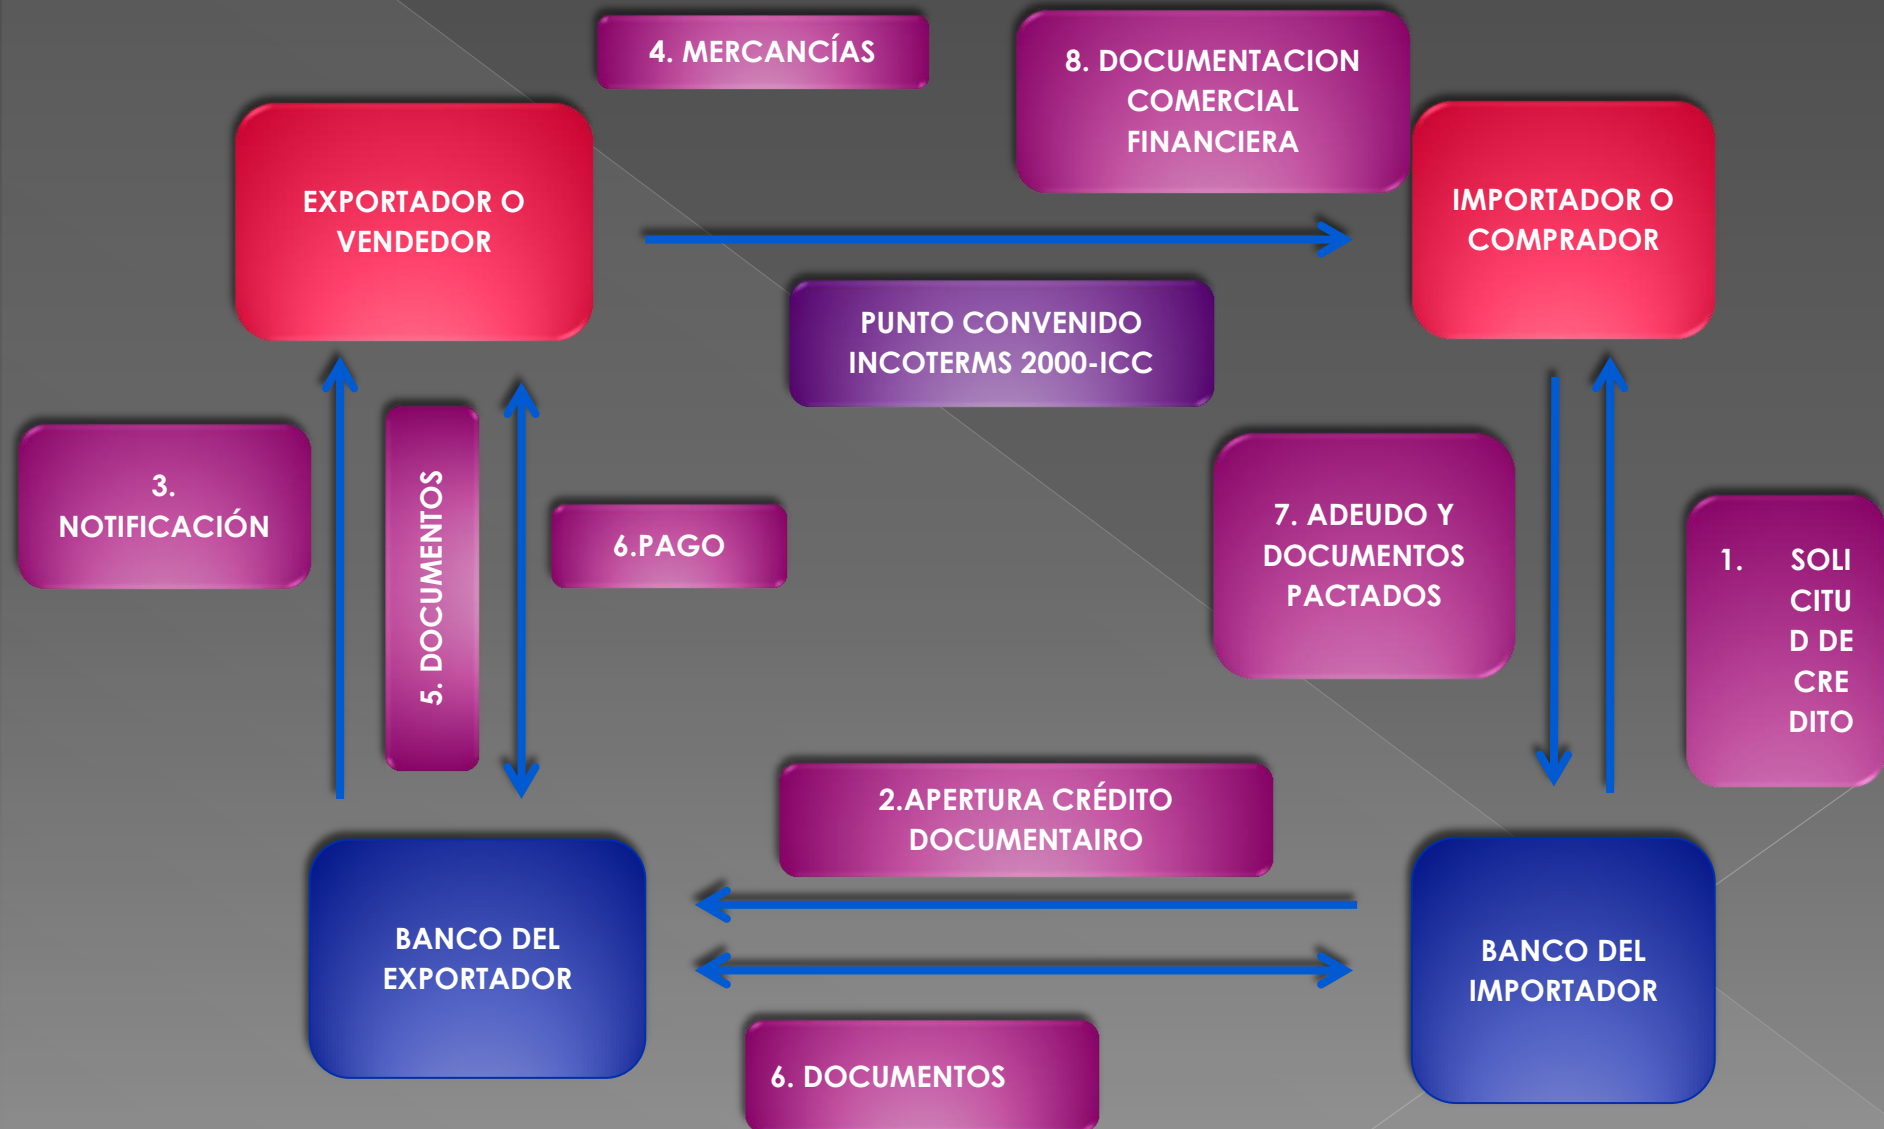 4. MERCANCÍAS
8. DOCUMENTACION
COMERCIAL
FINANCIERA
EXPORTADOR O
VENDEDOR
IMPORTADOR O
COMPRADOR
PUNTO CONVENIDO
INCOTERMS 2000-ICC
3.
NOTIFICACIÓN
5. DOCUMENTOS
6.PAGO
7. ADEUDO Y
DOCUMENTOS
PACTADOS
1. SOLI
CITU
D DE
CRE
DITO
2.APERTURA CRÉDITO
DOCUMENTAIRO
BANCO DEL
EXPORTADOR
BANCO DEL
IMPORTADOR
6. DOCUMENTOS